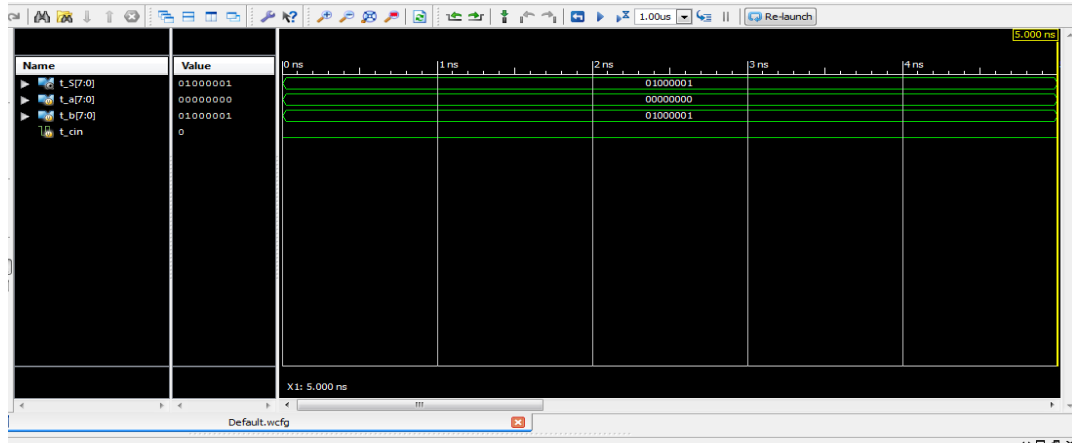 1.00us Re-launch
5.000 ns
Name Value 0 ns 1 ns 2 ns 3 ns 4 ns
t_S[7:0] 01000001 01000001
t_a[7:0] 00000000 00000000
t_b[7:0] 01000001 01000001
t_cin 0
X1: 5.000 ns
Default.wcfg